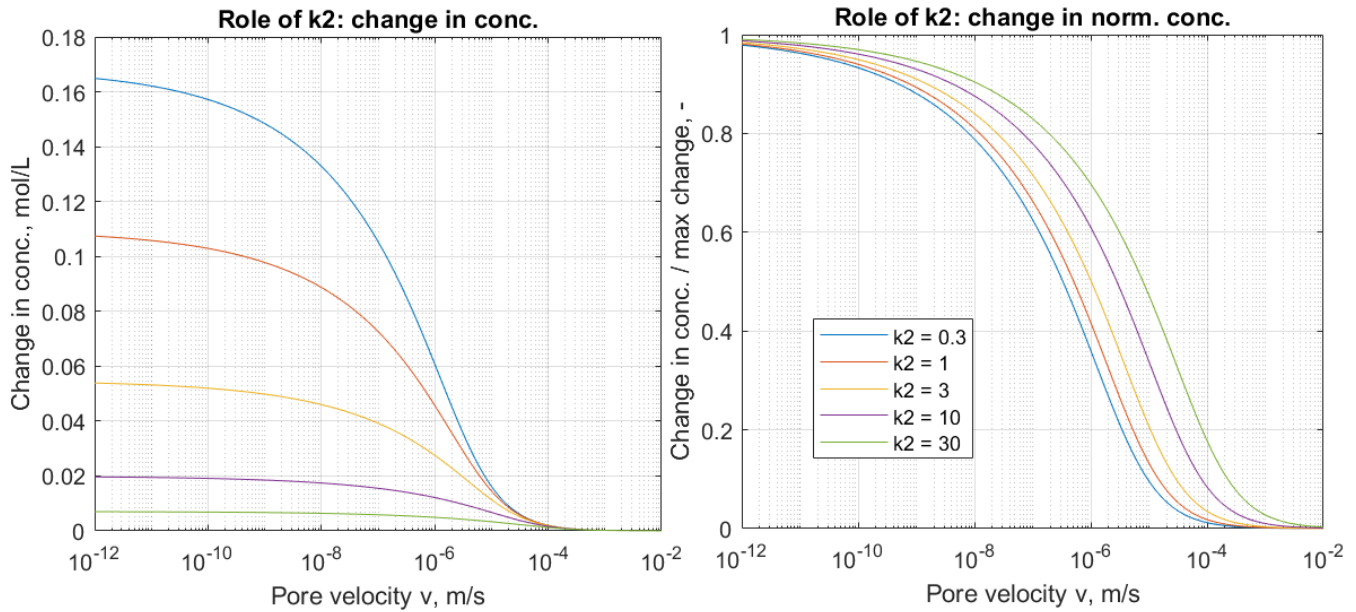 Role of k2: change in conc.
Change in conc., mol/L
0.18
0.16
0.14
0.12
0.1
0.08
0.06
0.04
0.02
0
10^-12
10^-10
10^-8
10^-6
10^-4
10^-2
Pore velocity v, m/s
Role of k2: change in norm. conc.
Change in conc. / max change, -
1
0.8
0.6
0.4
0.2
0
k2 = 0.3
k2 = 1
k2 = 3
k2 = 10
k2 = 30
10^-12
10^-10
10^-8
10^-6
10^-4
10^-2
Pore velocity v, m/s